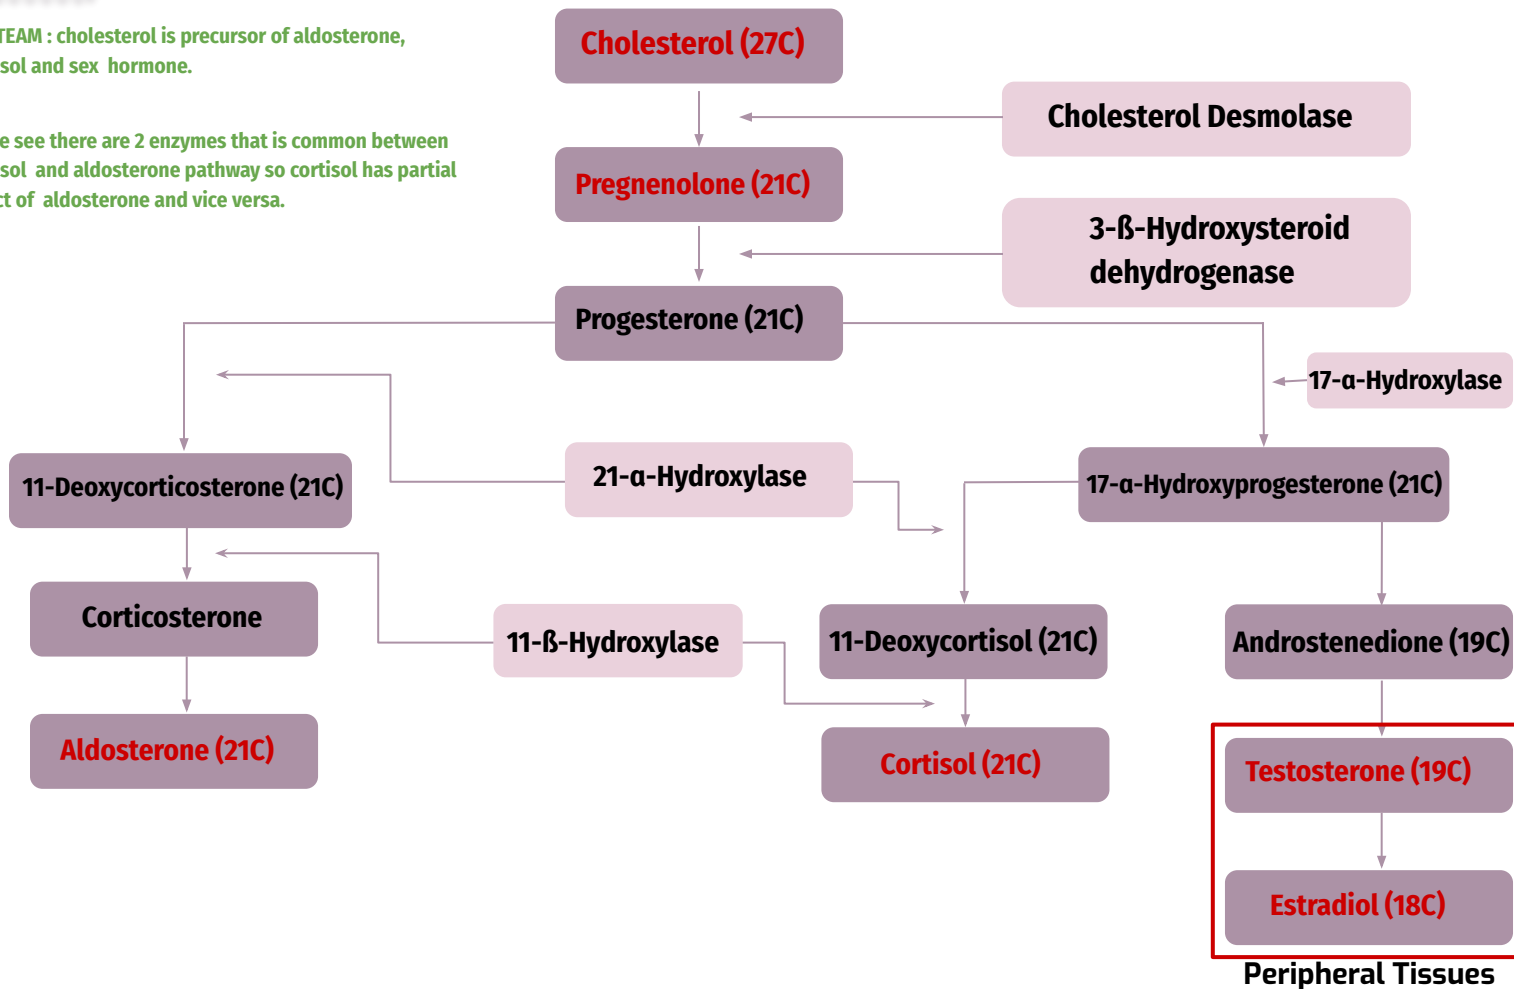 TEAM : cholesterol is precursor of aldosterone,
sol and sex hormone.
e see there are 2 enzymes that is common between
isol and aldosterone pathway so cortisol has partial
ct of aldosterone and vice versa.
Cholesterol (27C)
Cholesterol Desmolase
Pregnenolone (21C)
3-ß-Hydroxysteroid
dehydrogenase
Progesterone (21C)
17-α-Hydroxylase
21-α-Hydroxylase
11-Deoxycorticosterone (21C)
17-α-Hydroxyprogesterone (21C)
Corticosterone
11-ß-Hydroxylase
11-Deoxycortisol (21C)
Androstenedione (19C)
Aldosterone (21C)
Cortisol (21C)
Testosterone (19C)
Estradiol (18C)
Peripheral Tissues